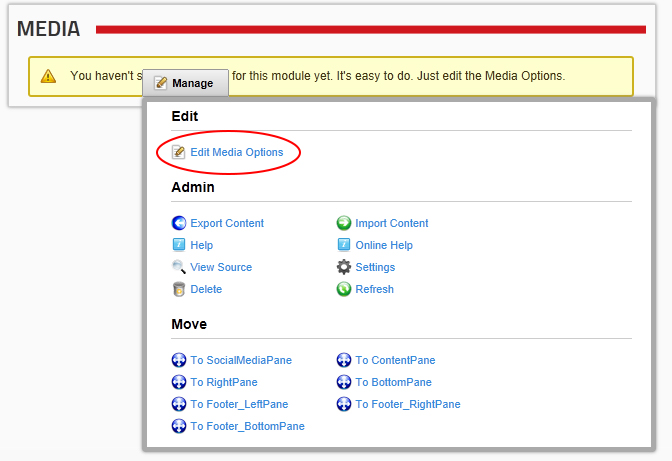 MEDIA
You haven't s for this module yet. It's easy to do. Just edit the Media Options.
Manage
Edit
Edit Media Options
Admin
Export Content Import Content
Help Online Help
View Source Settings
Delete Refresh
Move
To SocialMediaPane To ContentPane
To RightPane To BottomPane
To Footer_LeftPane To Footer_RightPane
To Footer_BottomPane